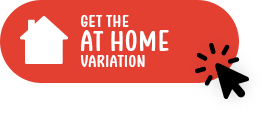 GET THE
AT HOME
VARIATION